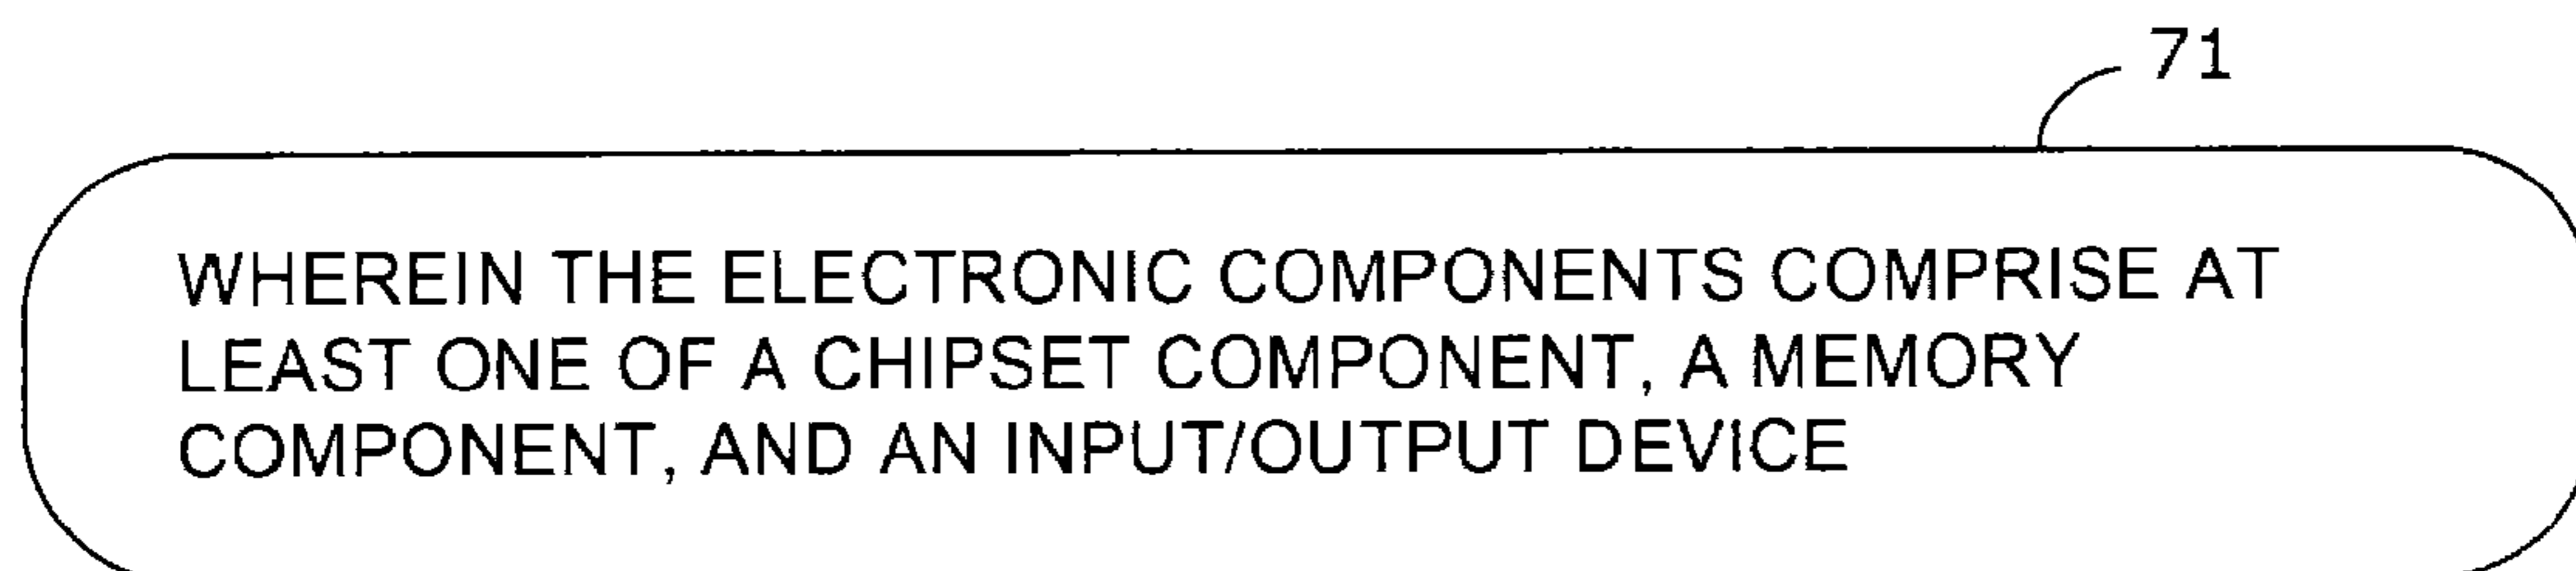 71
WHEREIN THE ELECTRONIC COMPONENTS COMPRISE AT
LEAST ONE OF A CHIPSET COMPONENT, A MEMORY
COMPONENT, AND AN INPUT/OUTPUT DEVICE